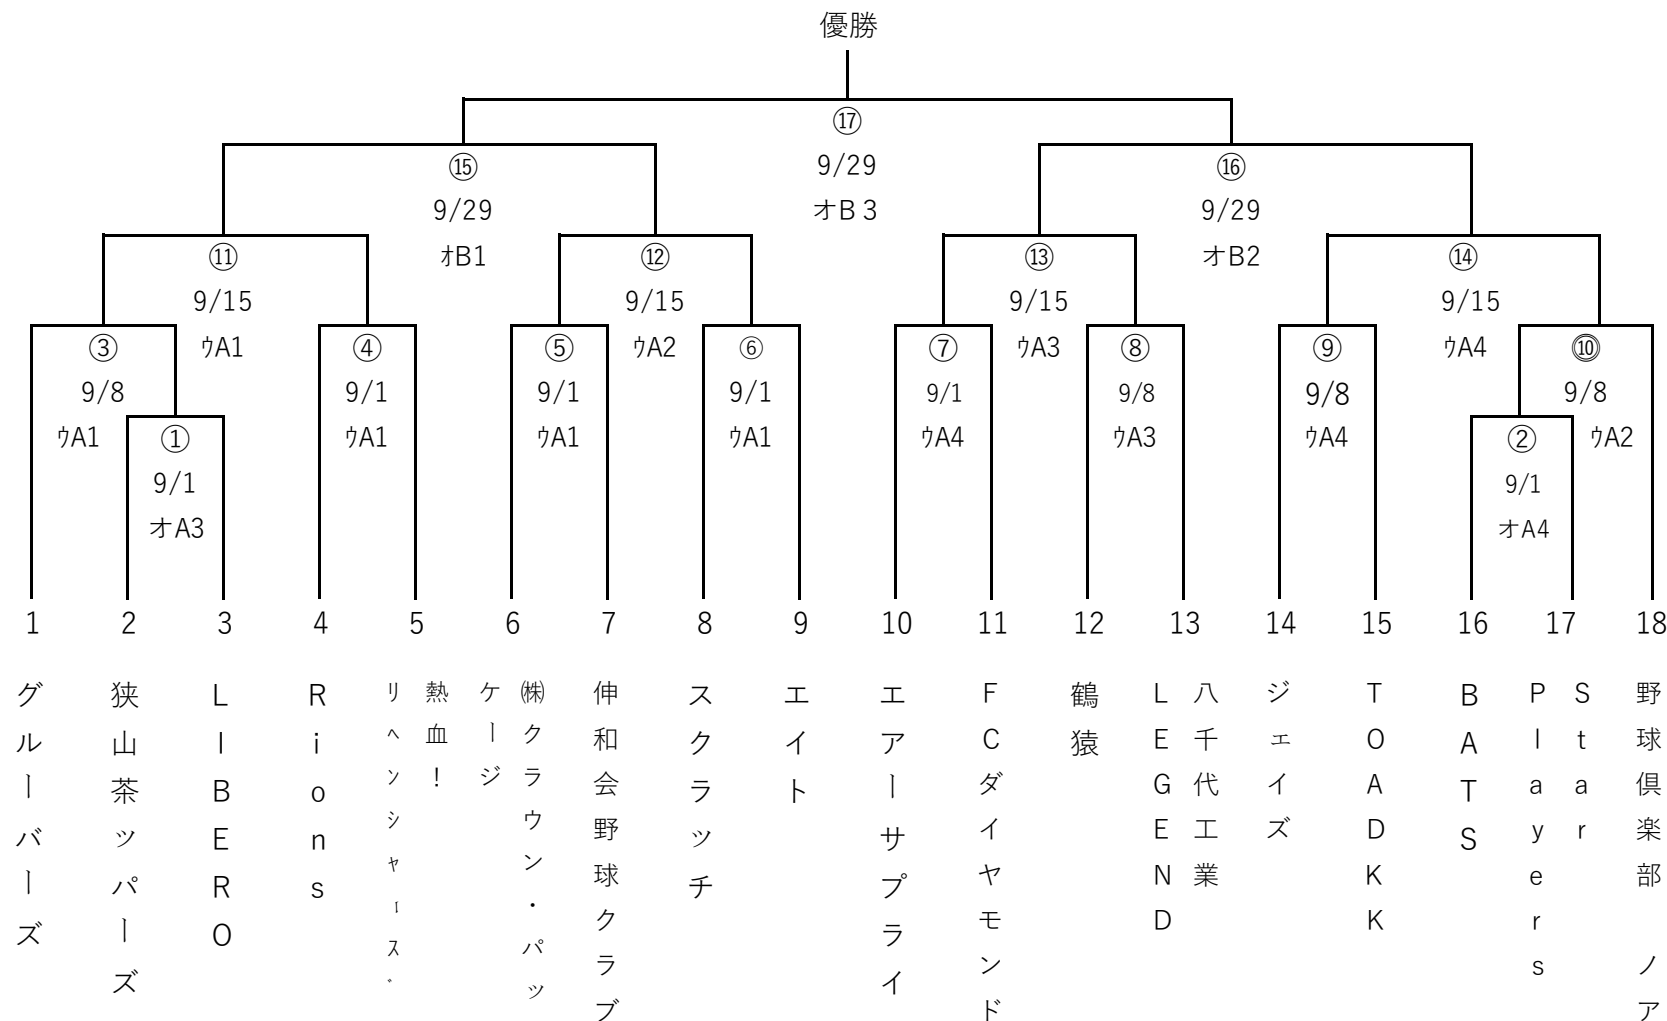 優勝
⑰
9/29
オB３
⑮
9/29
ｵB1
⑯
9/29
オB2
⑪
9/15
ｳA1
⑫
9/15
ｳA2
⑬
9/15
ｳA3
⑭
9/15
ｳA4
③
9/8
ｳA1
④
9/1
ｳA1
⑤
9/1
ｳA1
⑥
9/1
ｳA1
⑦
9/1
ｳA4
⑧
9/8
ｳA3
⑨
9/8
ｳA4
⑩
9/8
ｳA2
①
9/1
オA3
②
9/1
オA4
1 2 3 4 5 6 7 8 9 10 11 12 13 14 15 16 17 18
グルーバーズ
狭山茶ッパーズ
LIBERO
Rions
熱血！
ﾘﾍﾝｼﾞｬｰｽﾞ
㈱クラウン・パッ
ケージ
伸和会野球クラブ
スクラッチ
エイト
エアーサプライ
FCダイヤモンド
鶴猿
八千代工業
LEGEND
ジェイズ
TOADKK
BATS
Star
Players
野球倶楽部　ノア